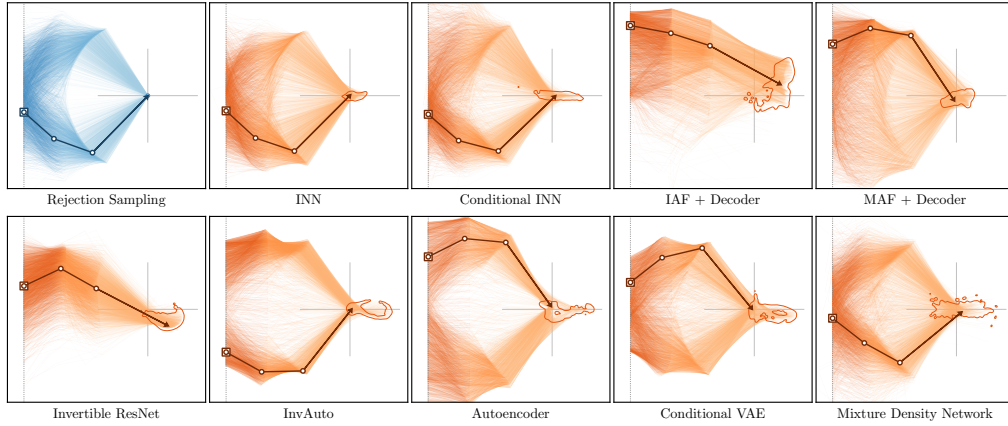 Rejection Sampling
INN
Conditional INN
IAF + Decoder
MAF + Decoder
Invertible ResNet
InvAuto
Autoencoder
Conditional VAE
Mixture Density Network